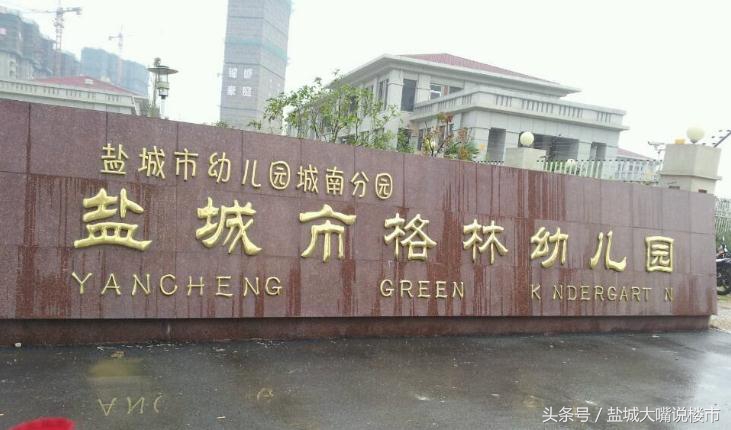 盐城市幼儿园城南分园
盐城市格林幼儿园
YANCHENG GREEN K NDERGART N
头条号/盐城大嘴说楼市